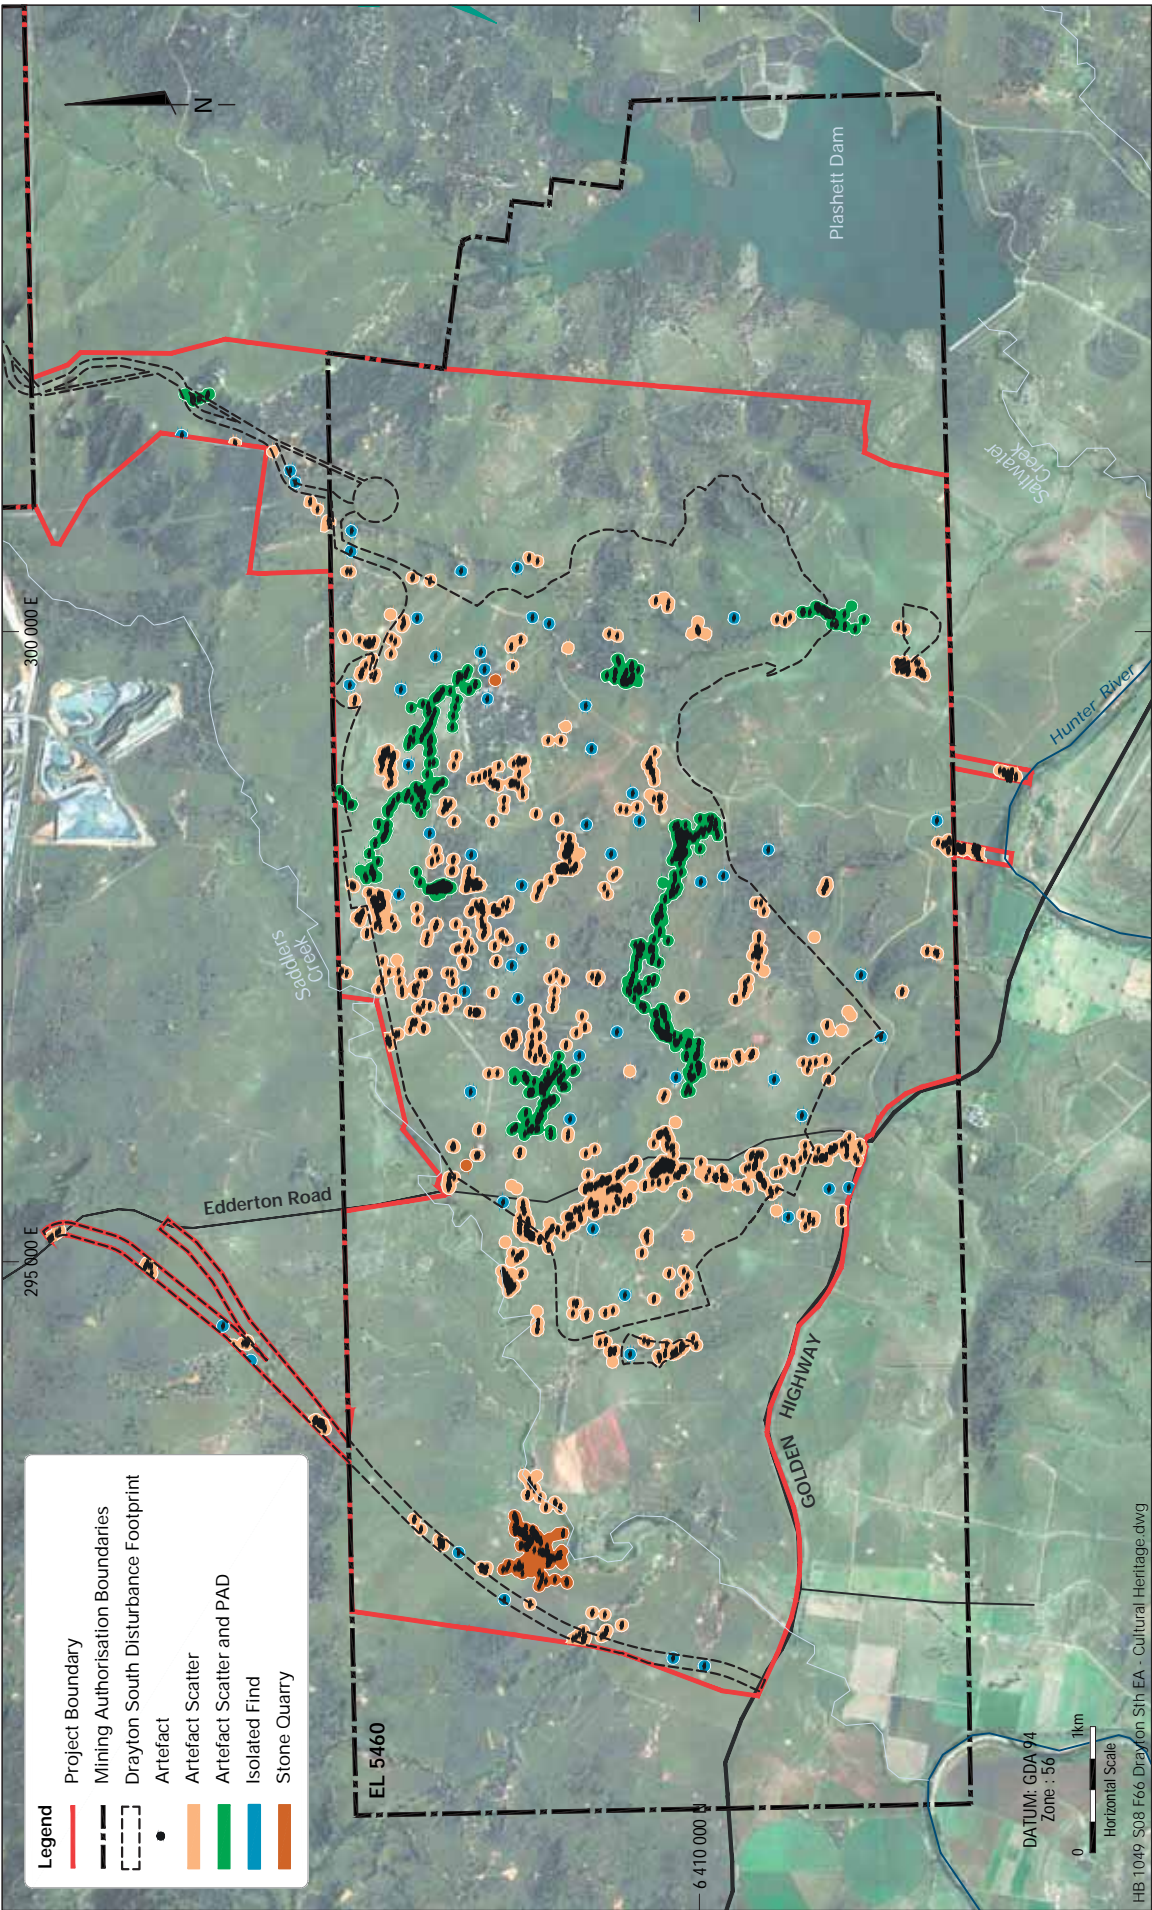 Legend
Project Boundary
Mining Authorisation Boundaries
Drayton South Disturbance Footprint
Artefact
Artefact Scatter
Artefact Scatter and PAD
Isolated Find
Stone Quarry
EL 5460
295 000 E
300 000 E
6 410 000 N
N
Edderton Road
Saddlers
Creek
GOLDEN HIGHWAY
Hunter River
Saltwater
Creek
Plashett Dam
DATUM: GDA 94
Zone : 56
0
1km
Horizontal Scale
HB 1049 S08 F66 Drayton Sth EA - Cultural Heritage.dwg